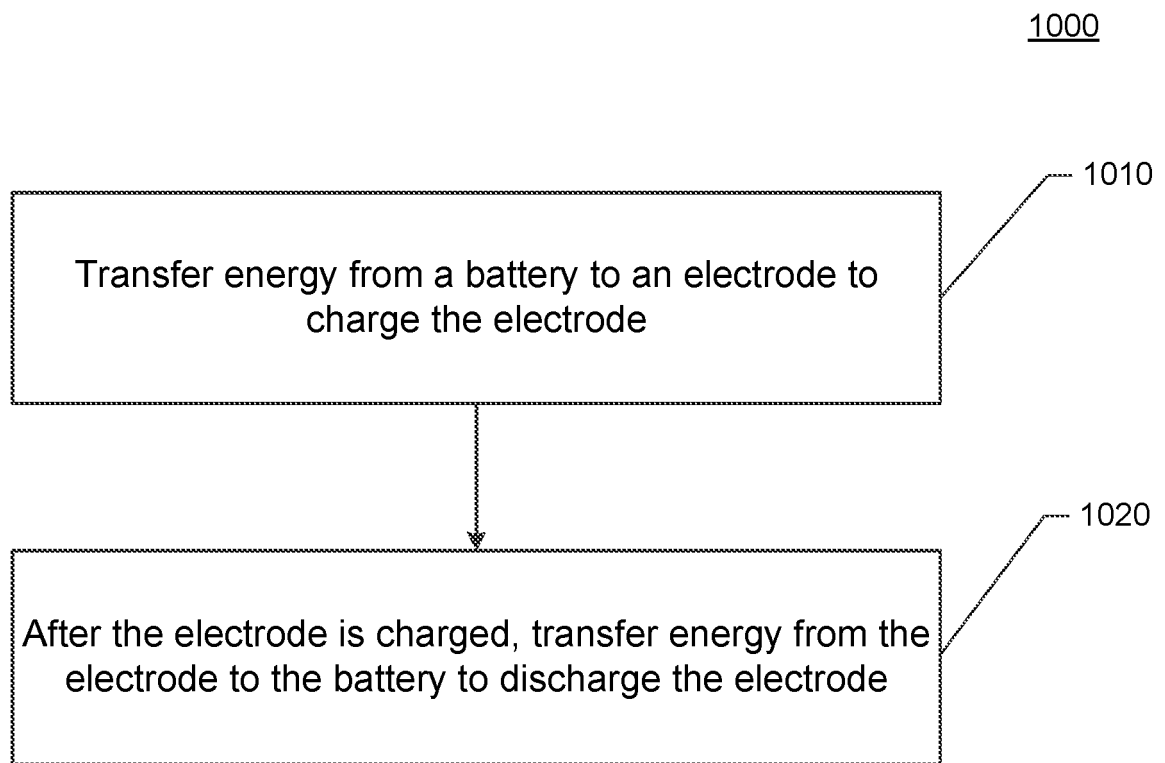 1000
1010
Transfer energy from a battery to an electrode to
charge the electrode
1020
After the electrode is charged, transfer energy from the
electrode to the battery to discharge the electrode